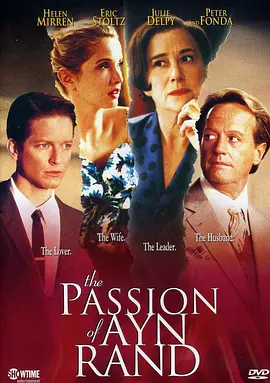 HELEN MIRREN
ERIC STOLTZ
JULIE DELPY
PETER FONDA
The Lover.
The Wife.
The Leader.
The Husband.
the
PASSION
of AYN
RAND
SHOWTIME
entertainment
DVD